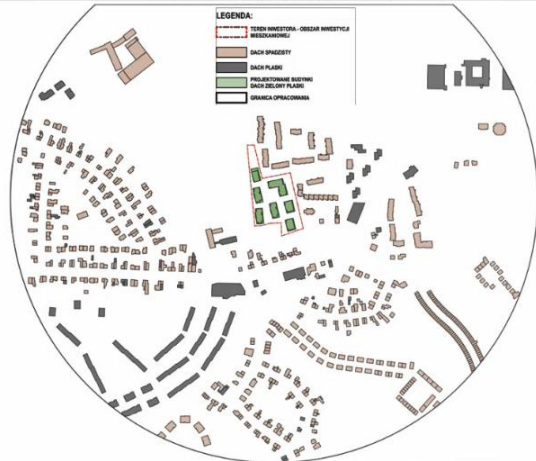 LEGENDA:
TEREN INWESTORA - OBSZAR INWESTYCJI
MIESZKANIOWEJ
DACH SPADZISTY
DACH PŁASKI
PROJEKTOWANE BUDYNKI
DACH ZIELONY PŁASKI
GRANICA OPRACOWANIA